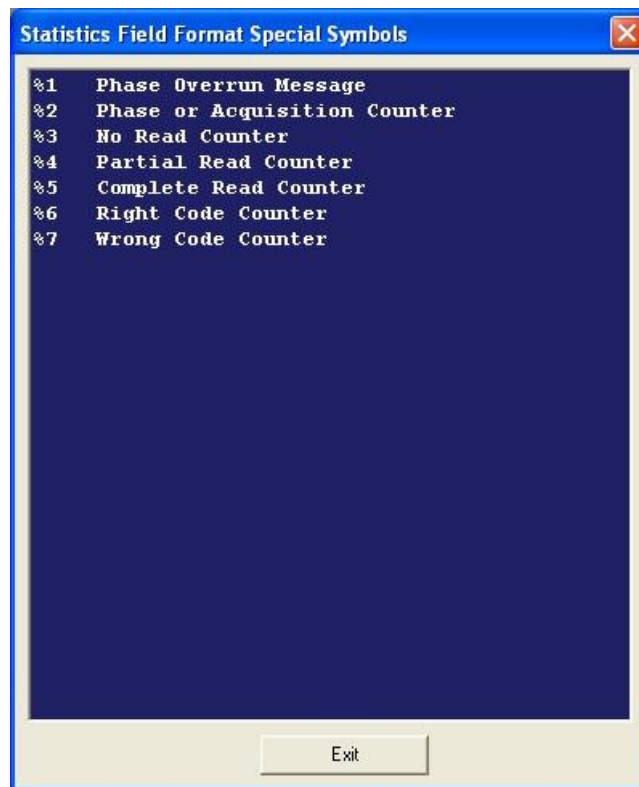 Statistics Field Format Special Symbols
%1 Phase Overrun Message
%2 Phase or Acquisition Counter
%3 No Read Counter
%4 Partial Read Counter
%5 Complete Read Counter
%6 Right Code Counter
%7 Wrong Code Counter
Exit